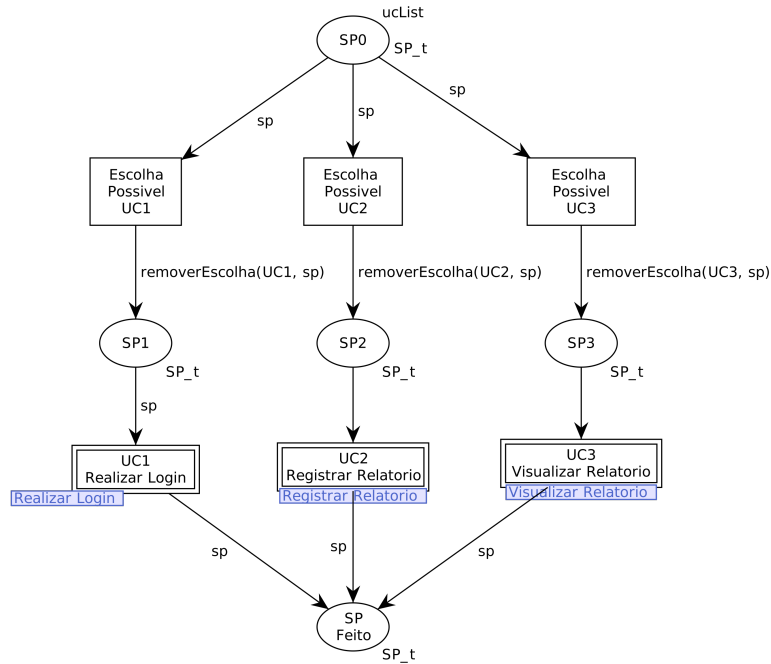 ucList
SP0
SP_t
sp
sp
sp
Escolha
Possivel
UC1
Escolha
Possivel
UC2
Escolha
Possivel
UC3
removerEscolha(UC1, sp)
removerEscolha(UC2, sp)
removerEscolha(UC3, sp)
SP1
SP_t
SP2
SP_t
SP3
SP_t
sp
UC1
Realizar Login
Realizar Login
UC2
Registrar Relatorio
Registrar Relatorio
UC3
Visualizar Relatorio
Visualizar Relatorio
sp
sp
sp
SP
Feito
SP_t